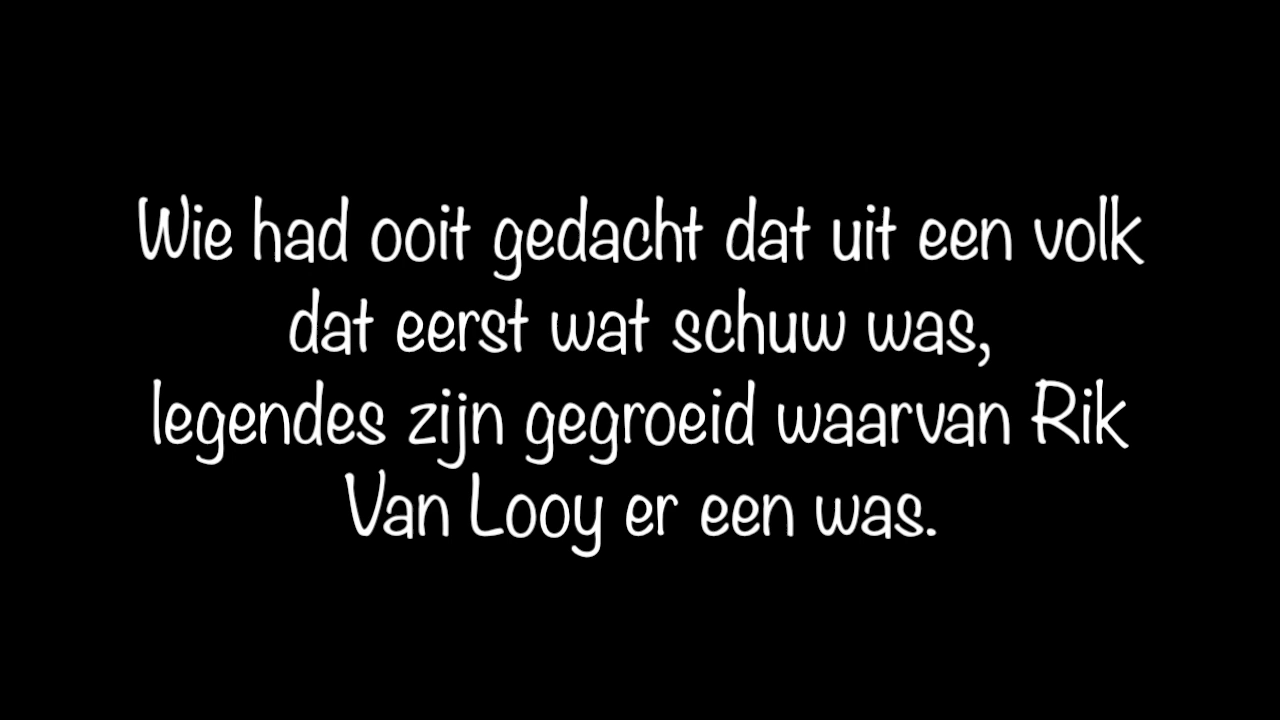 Wie had ooit gedacht dat uit een volk
dat eerst wat schuw was,
legendes zijn gegroeid waarvan Rik
Van Looy er een was.